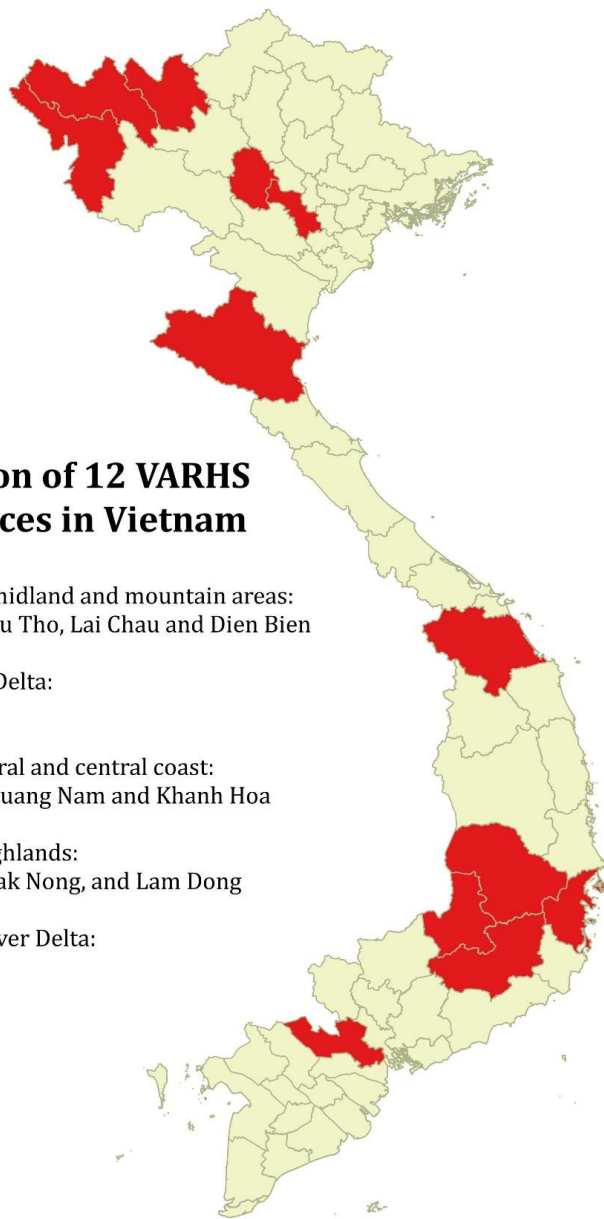 on of 12 VARHS
ces in Vietnam
nidland and mountain areas:
u Tho, Lai Chau and Dien Bien
Delta:
ral and central coast:
uang Nam and Khanh Hoa
ghlands:
ak Nong, and Lam Dong
ver Delta: